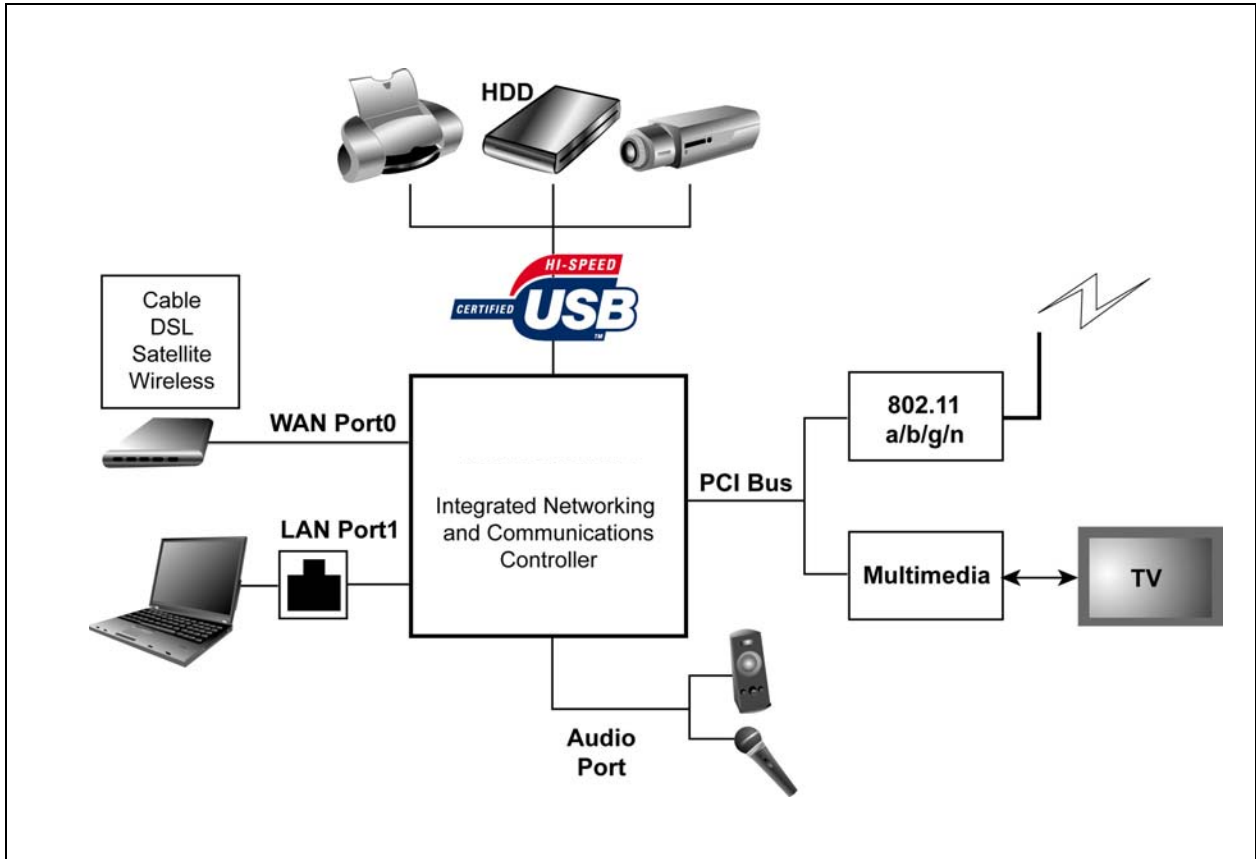 HDD
HI-SPEED
CERTIFIED
USB
TM
Cable
DSL
Satellite
Wireless
WAN Port0
LAN Port1
Integrated Networking
and Communications
Controller
PCI Bus
802.11
a/b/g/n
Multimedia
TV
Audio
Port